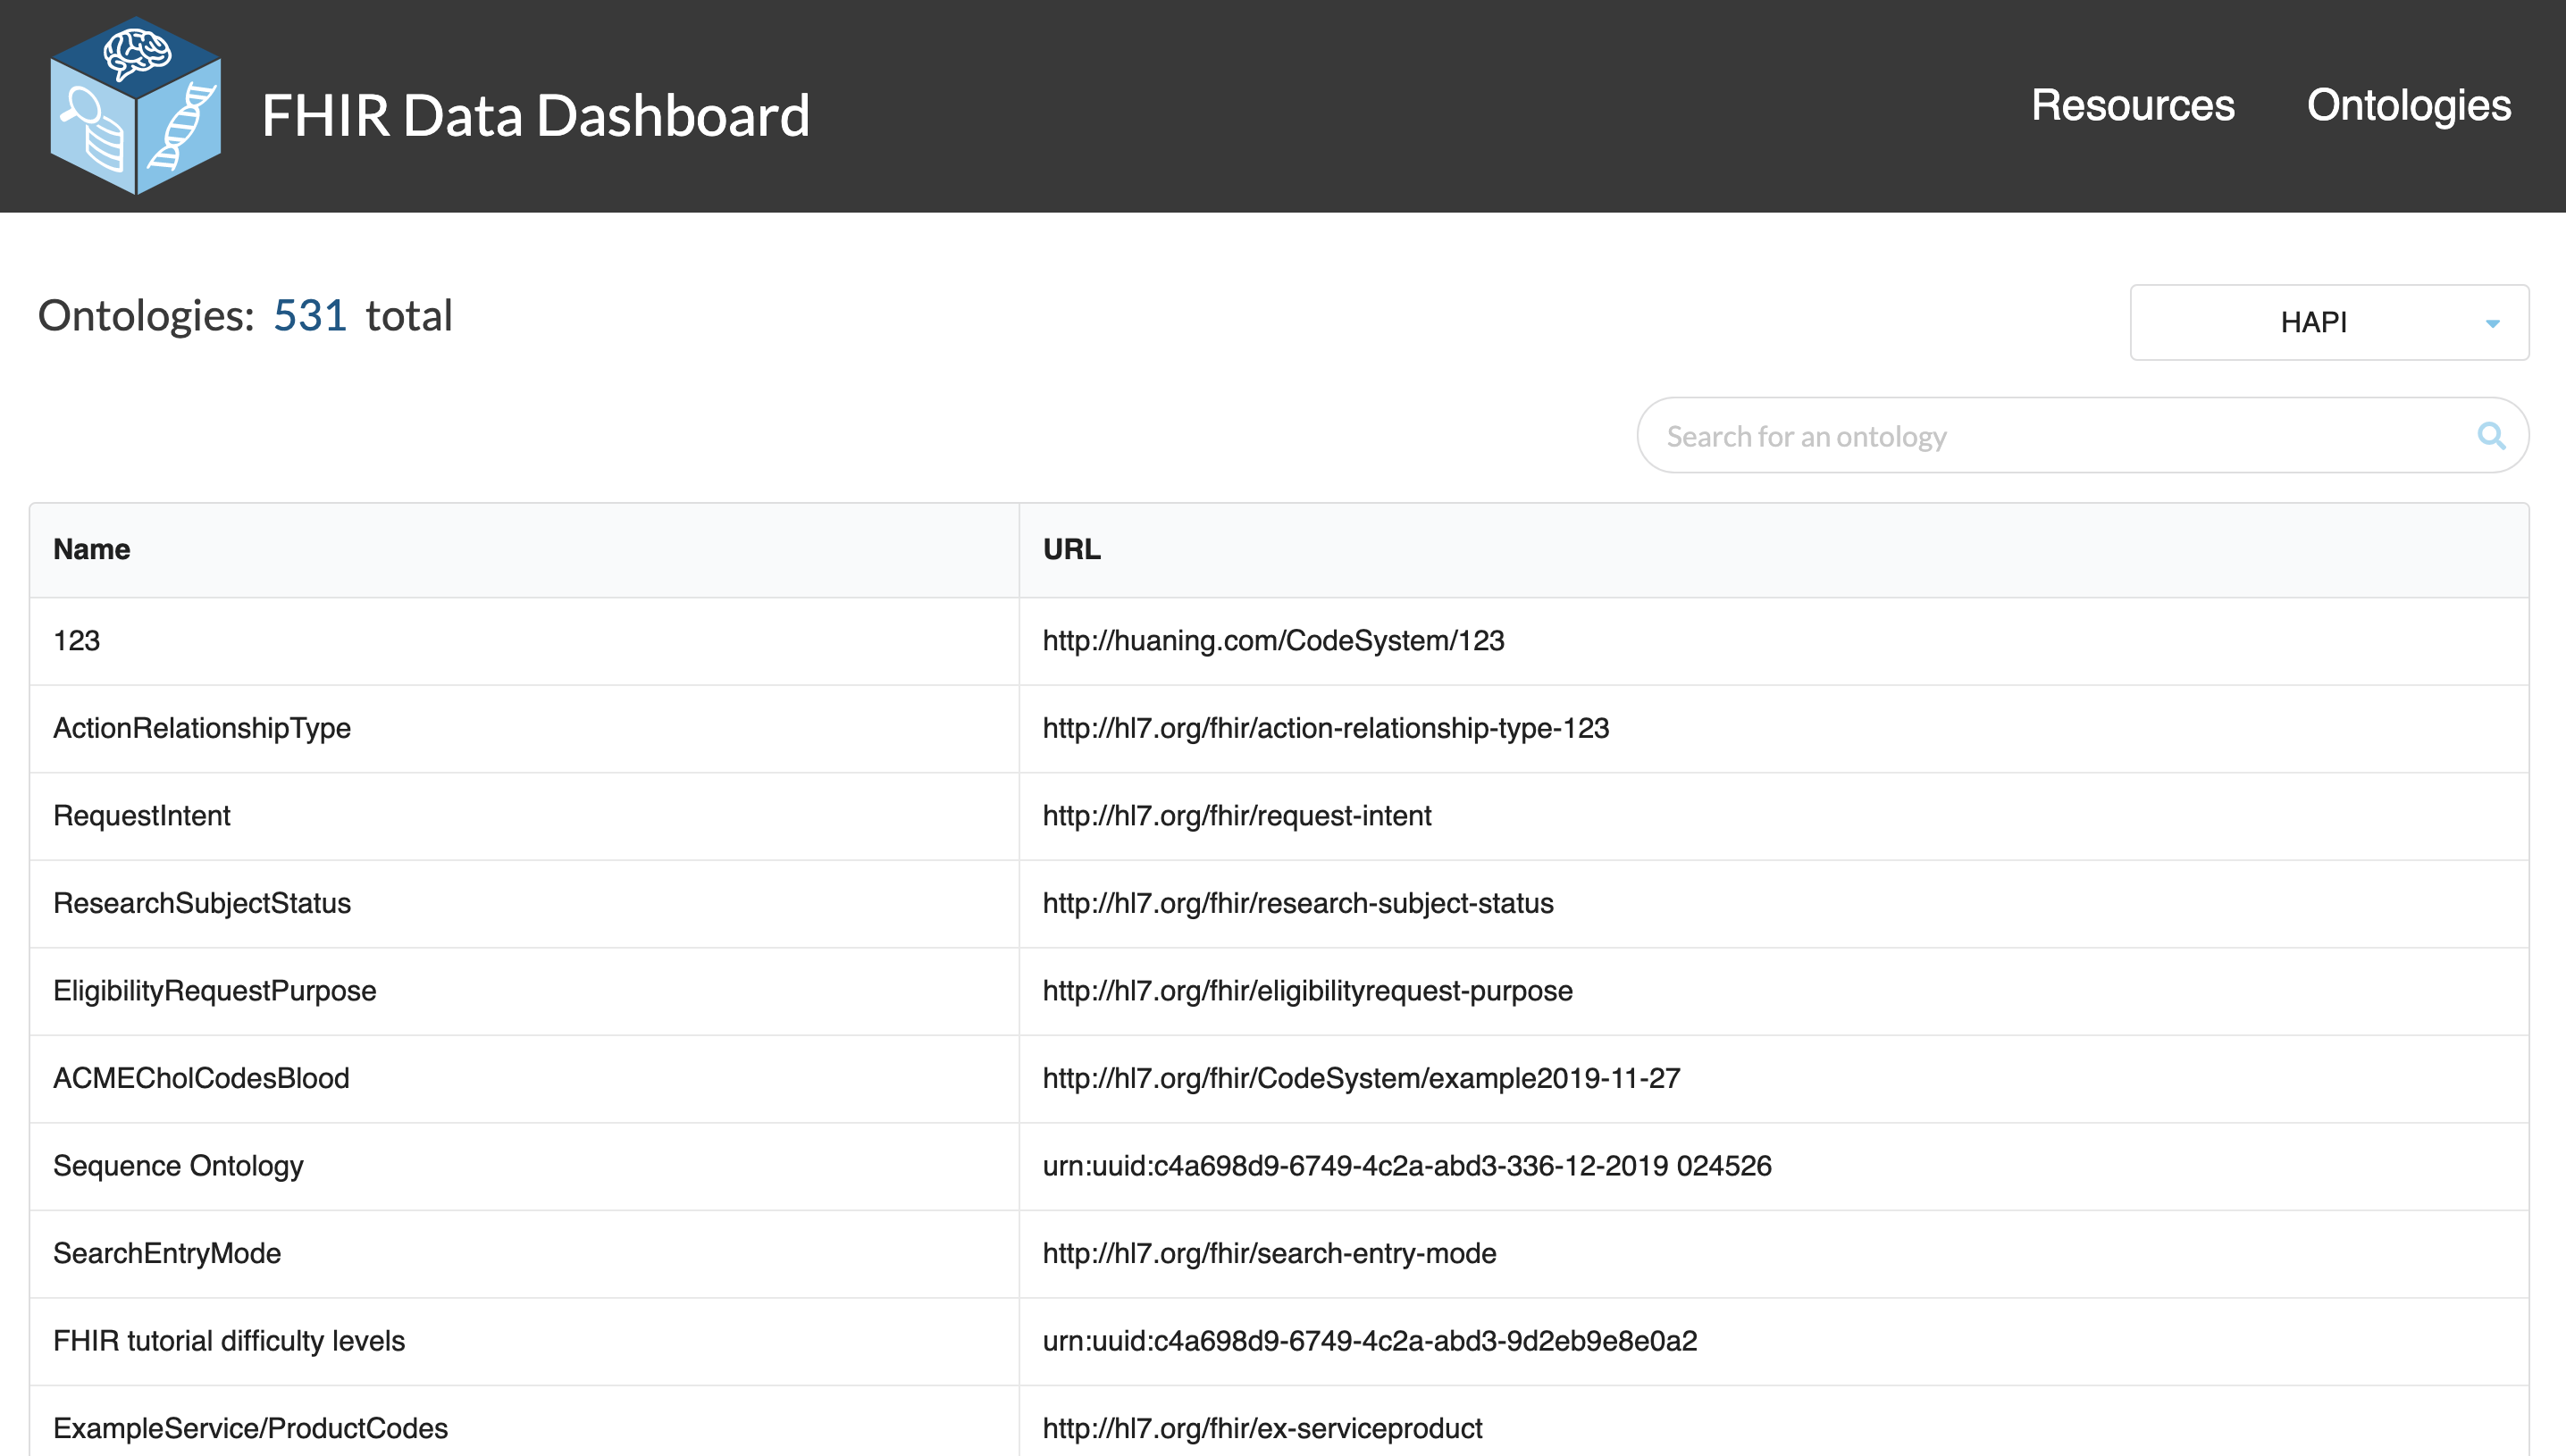 FHIR Data Dashboard
Resources Ontologies
Ontologies: 531 total
HAPI
Search for an ontology
Name URL
123 http://huaning.com/CodeSystem/123
ActionRelationshipType http://hl7.org/fhir/action-relationship-type-123
RequestIntent http://hl7.org/fhir/request-intent
ResearchSubjectStatus http://hl7.org/fhir/research-subject-status
EligibilityRequestPurpose http://hl7.org/fhir/eligibilityrequest-purpose
ACMECholCodesBlood http://hl7.org/fhir/CodeSystem/example2019-11-27
Sequence Ontology urn:uuid:c4a698d9-6749-4c2a-abd3-336-12-2019 024526
SearchEntryMode http://hl7.org/fhir/search-entry-mode
FHIR tutorial difficulty levels urn:uuid:c4a698d9-6749-4c2a-abd3-9d2eb9e8e0a2
ExampleService/ProductCodes http://hl7.org/fhir/ex-serviceproduct